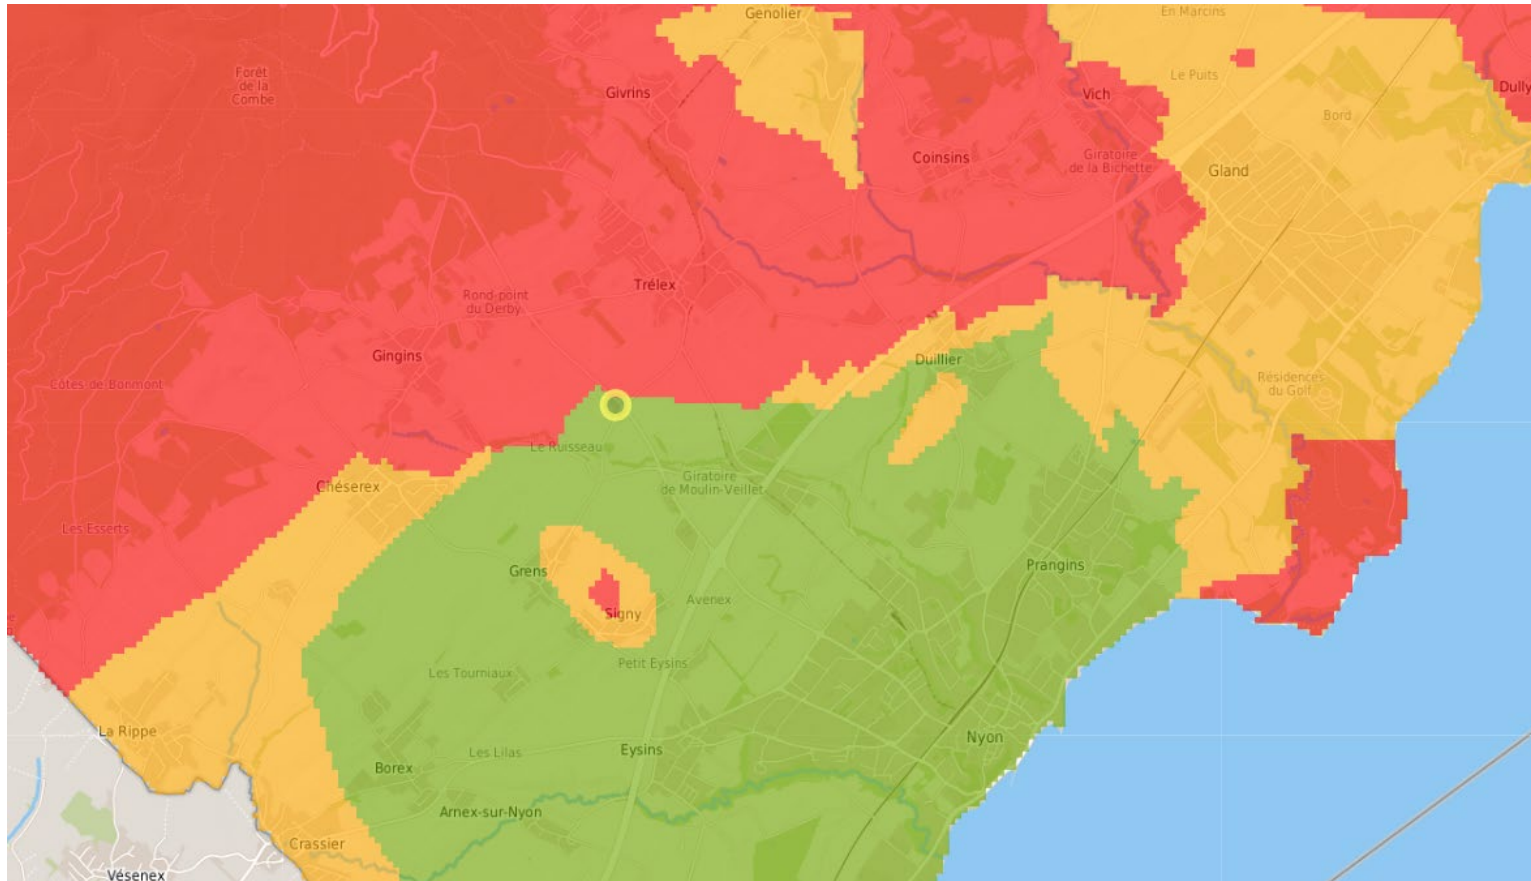 Genolier
En Marcins
Forêt
de la
Combe
Le Puits
Givrins
Vich
Dully
Bord
Coinsins
Giratoire
de la Bichette
Gland
Trélex
Rond-point
du Derby
Gingins
Duillier
Côtes-de-Bonmont
Résidences
du Golf
Le Ruisseau
Chéserex
Giratoire
de Moulin-Veillet
Les Esserts
Grens
Prangins
Signy
Avenex
Petit Eysins
Les Tourniaux
La Rippe
Nyon
Les Lilas
Eysins
Borex
Arnex-sur-Nyon
Crassier
Vésenex